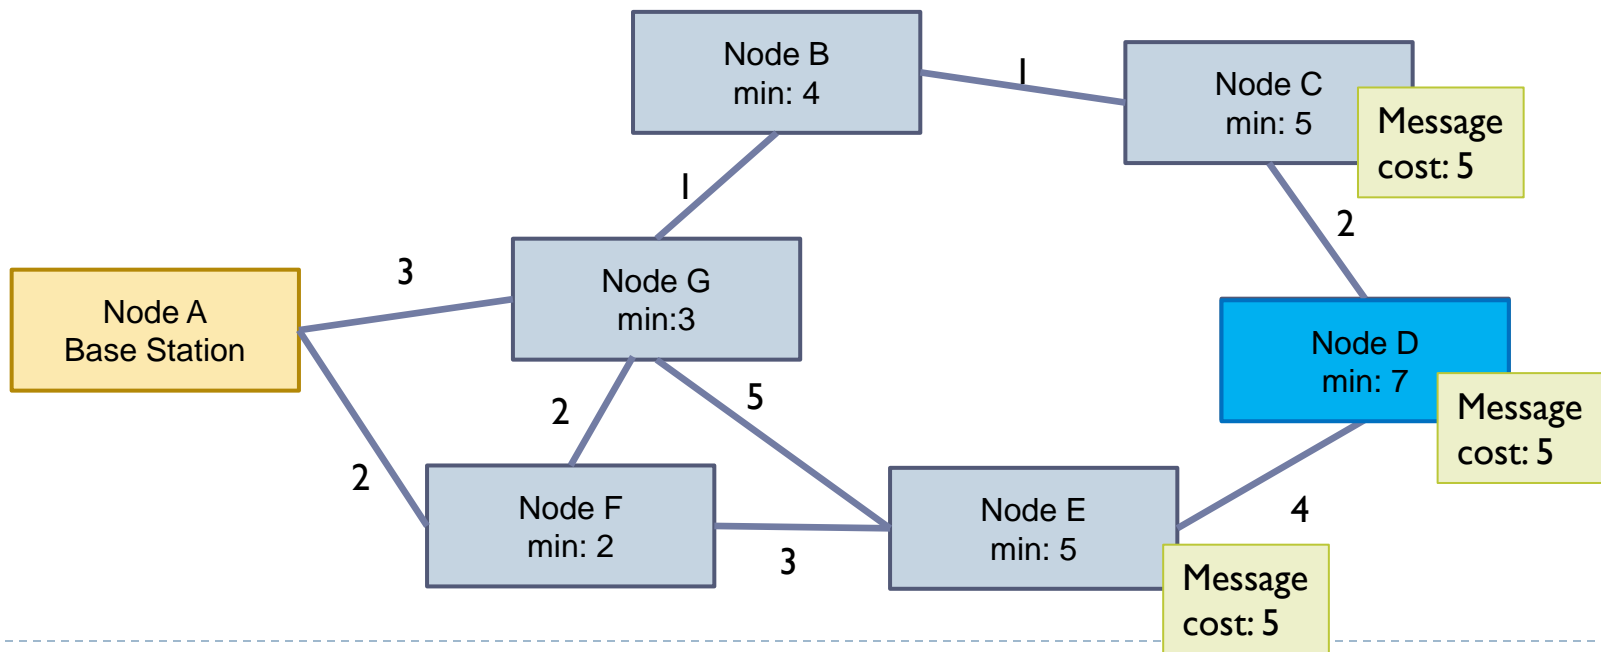 Node B
min: 4
1
Node C
min: 5
Message
cost: 5
1
2
3
Node G
min:3
Node A
Base Station
Node D
min: 7
Message
cost: 5
2
5
2
Node F
min: 2
3
Node E
min: 5
4
Message
cost: 5